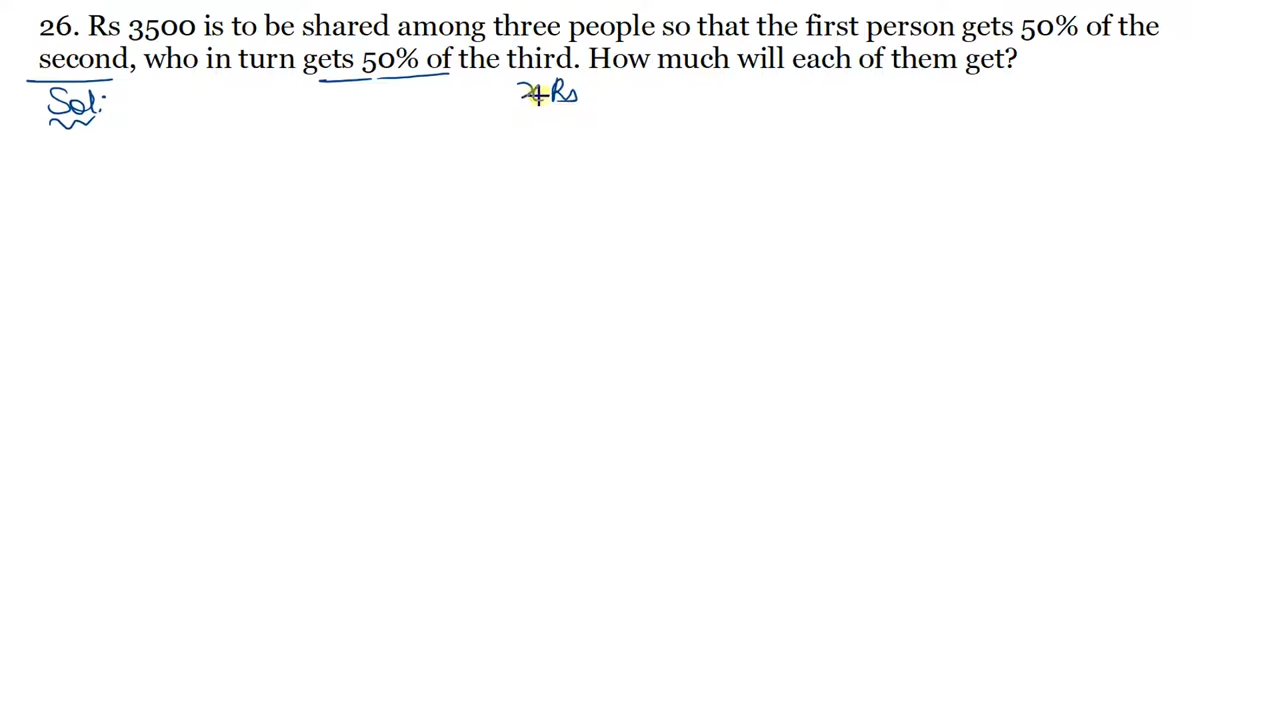 26. Rs 3500 is to be shared among three people so that the first person gets 50% of the
second, who in turn gets 50% of the third. How much will each of them get?
Sol: x Rs